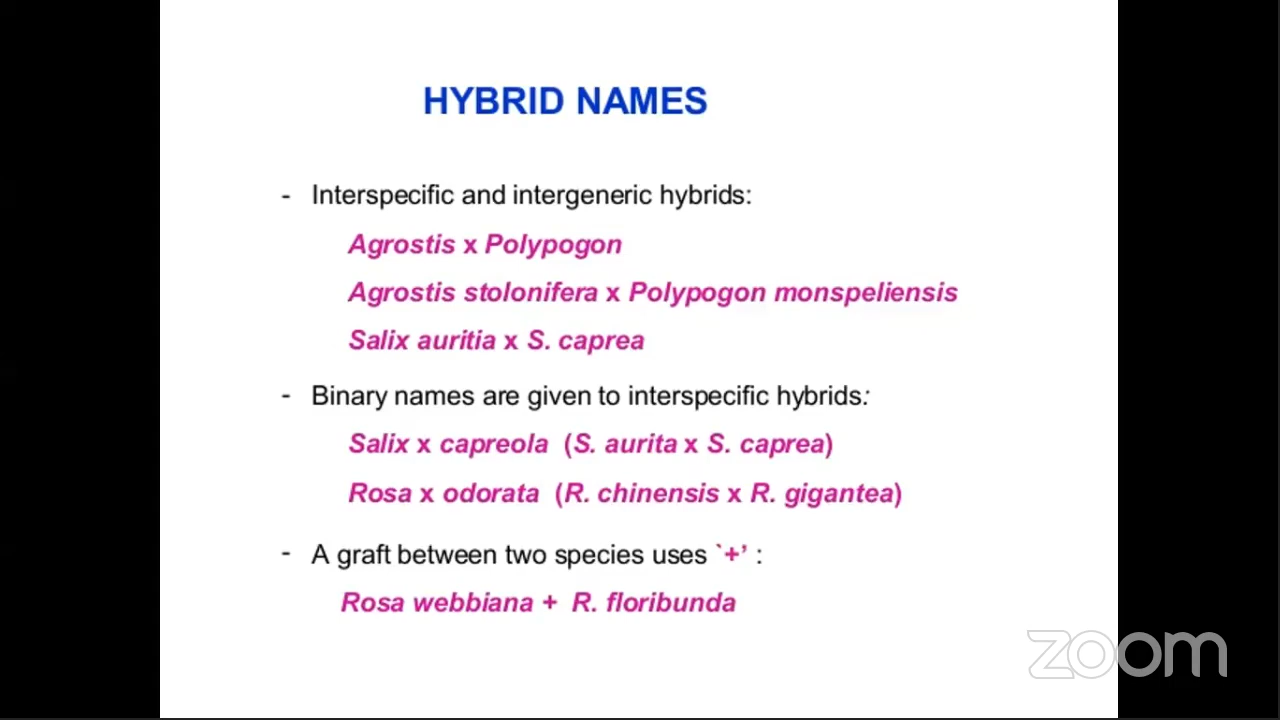 HYBRID NAMES
- Interspecific and intergeneric hybrids:
Agrostis x Polypogon
Agrostis stolonifera x Polypogon monspeliensis
Salix auritia x S. caprea
- Binary names are given to interspecific hybrids:
Salix x capreola (S. aurita x S. caprea)
Rosa x odorata (R. chinensis x R. gigantea)
- A graft between two species uses `+’ :
Rosa webbiana + R. floribunda
zoom